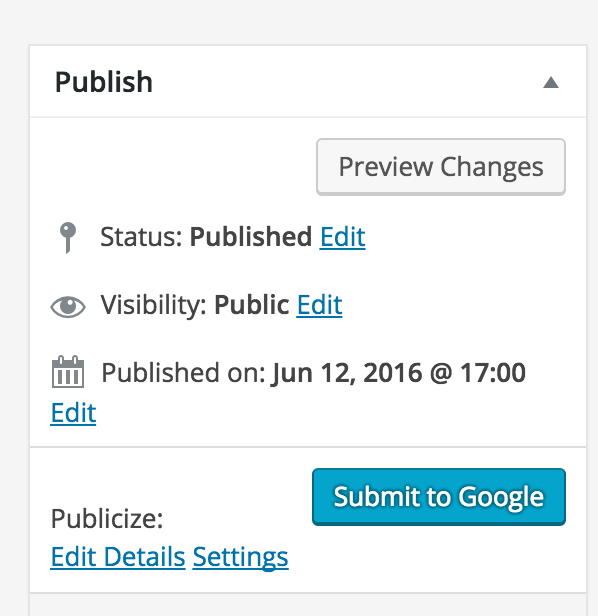 Publish
Preview Changes
Status: Published Edit
Visibility: Public Edit
Published on: Jun 12, 2016 @ 17:00
Edit
Submit to Google
Publicize:
Edit Details Settings